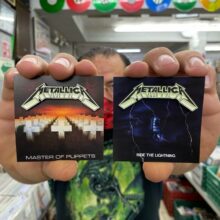 METALLICA
MASTER OF PUPPETS
METALLICA
RIDE THE LIGHTNING